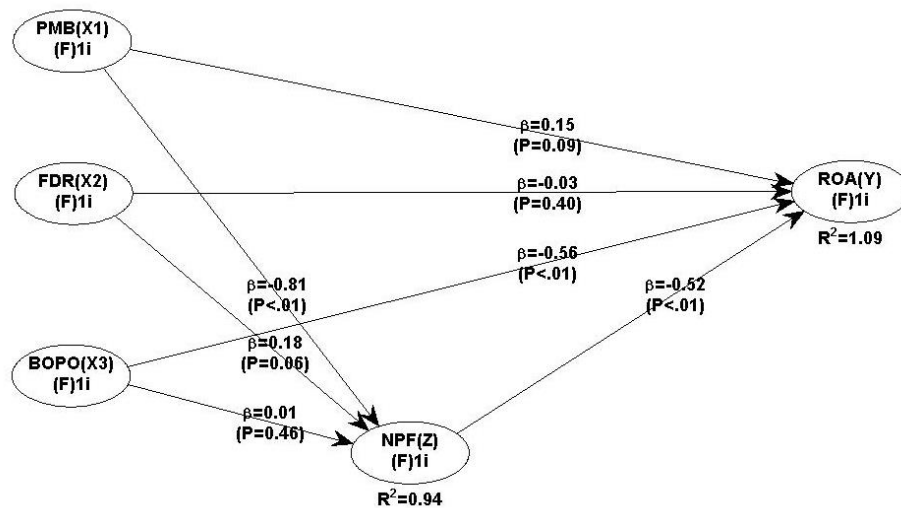 PMB(X1)
(F)1i
β=0.15
(P=0.09)
FDR(X2)
(F)1i
β=-0.03
(P=0.40)
ROA(Y)
(F)1i
R²=1.09
β=-0.56
(P<.01)
β=-0.81
(P<.01)
β=-0.52
(P<.01)
β=0.18
(P=0.06)
BOPO(X3)
(F)1i
β=0.01
(P=0.46)
NPF(Z)
(F)1i
R²=0.94